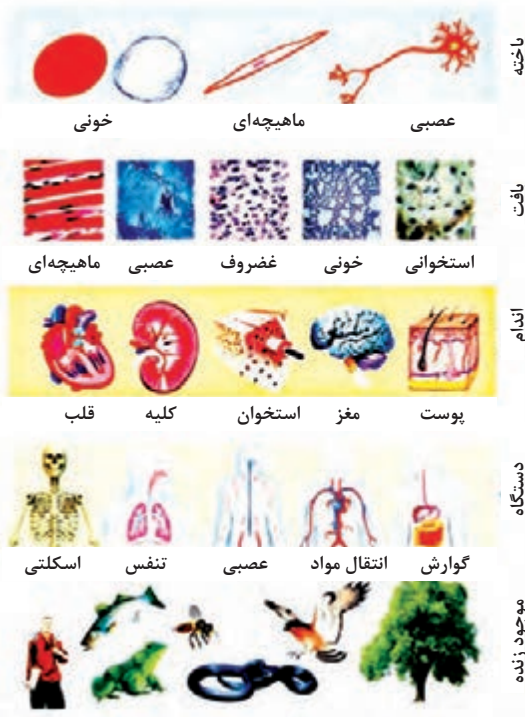 یاخته
عصبی ماهیچه‌ای خونی
بافت
استخوانی خونی غضروف عصبی ماهیچه‌ای
اندام
پوست مغز استخوان کلیه قلب
دستگاه
گوارش انتقال مواد عصبی تنفس اسکلتی
موجود زنده